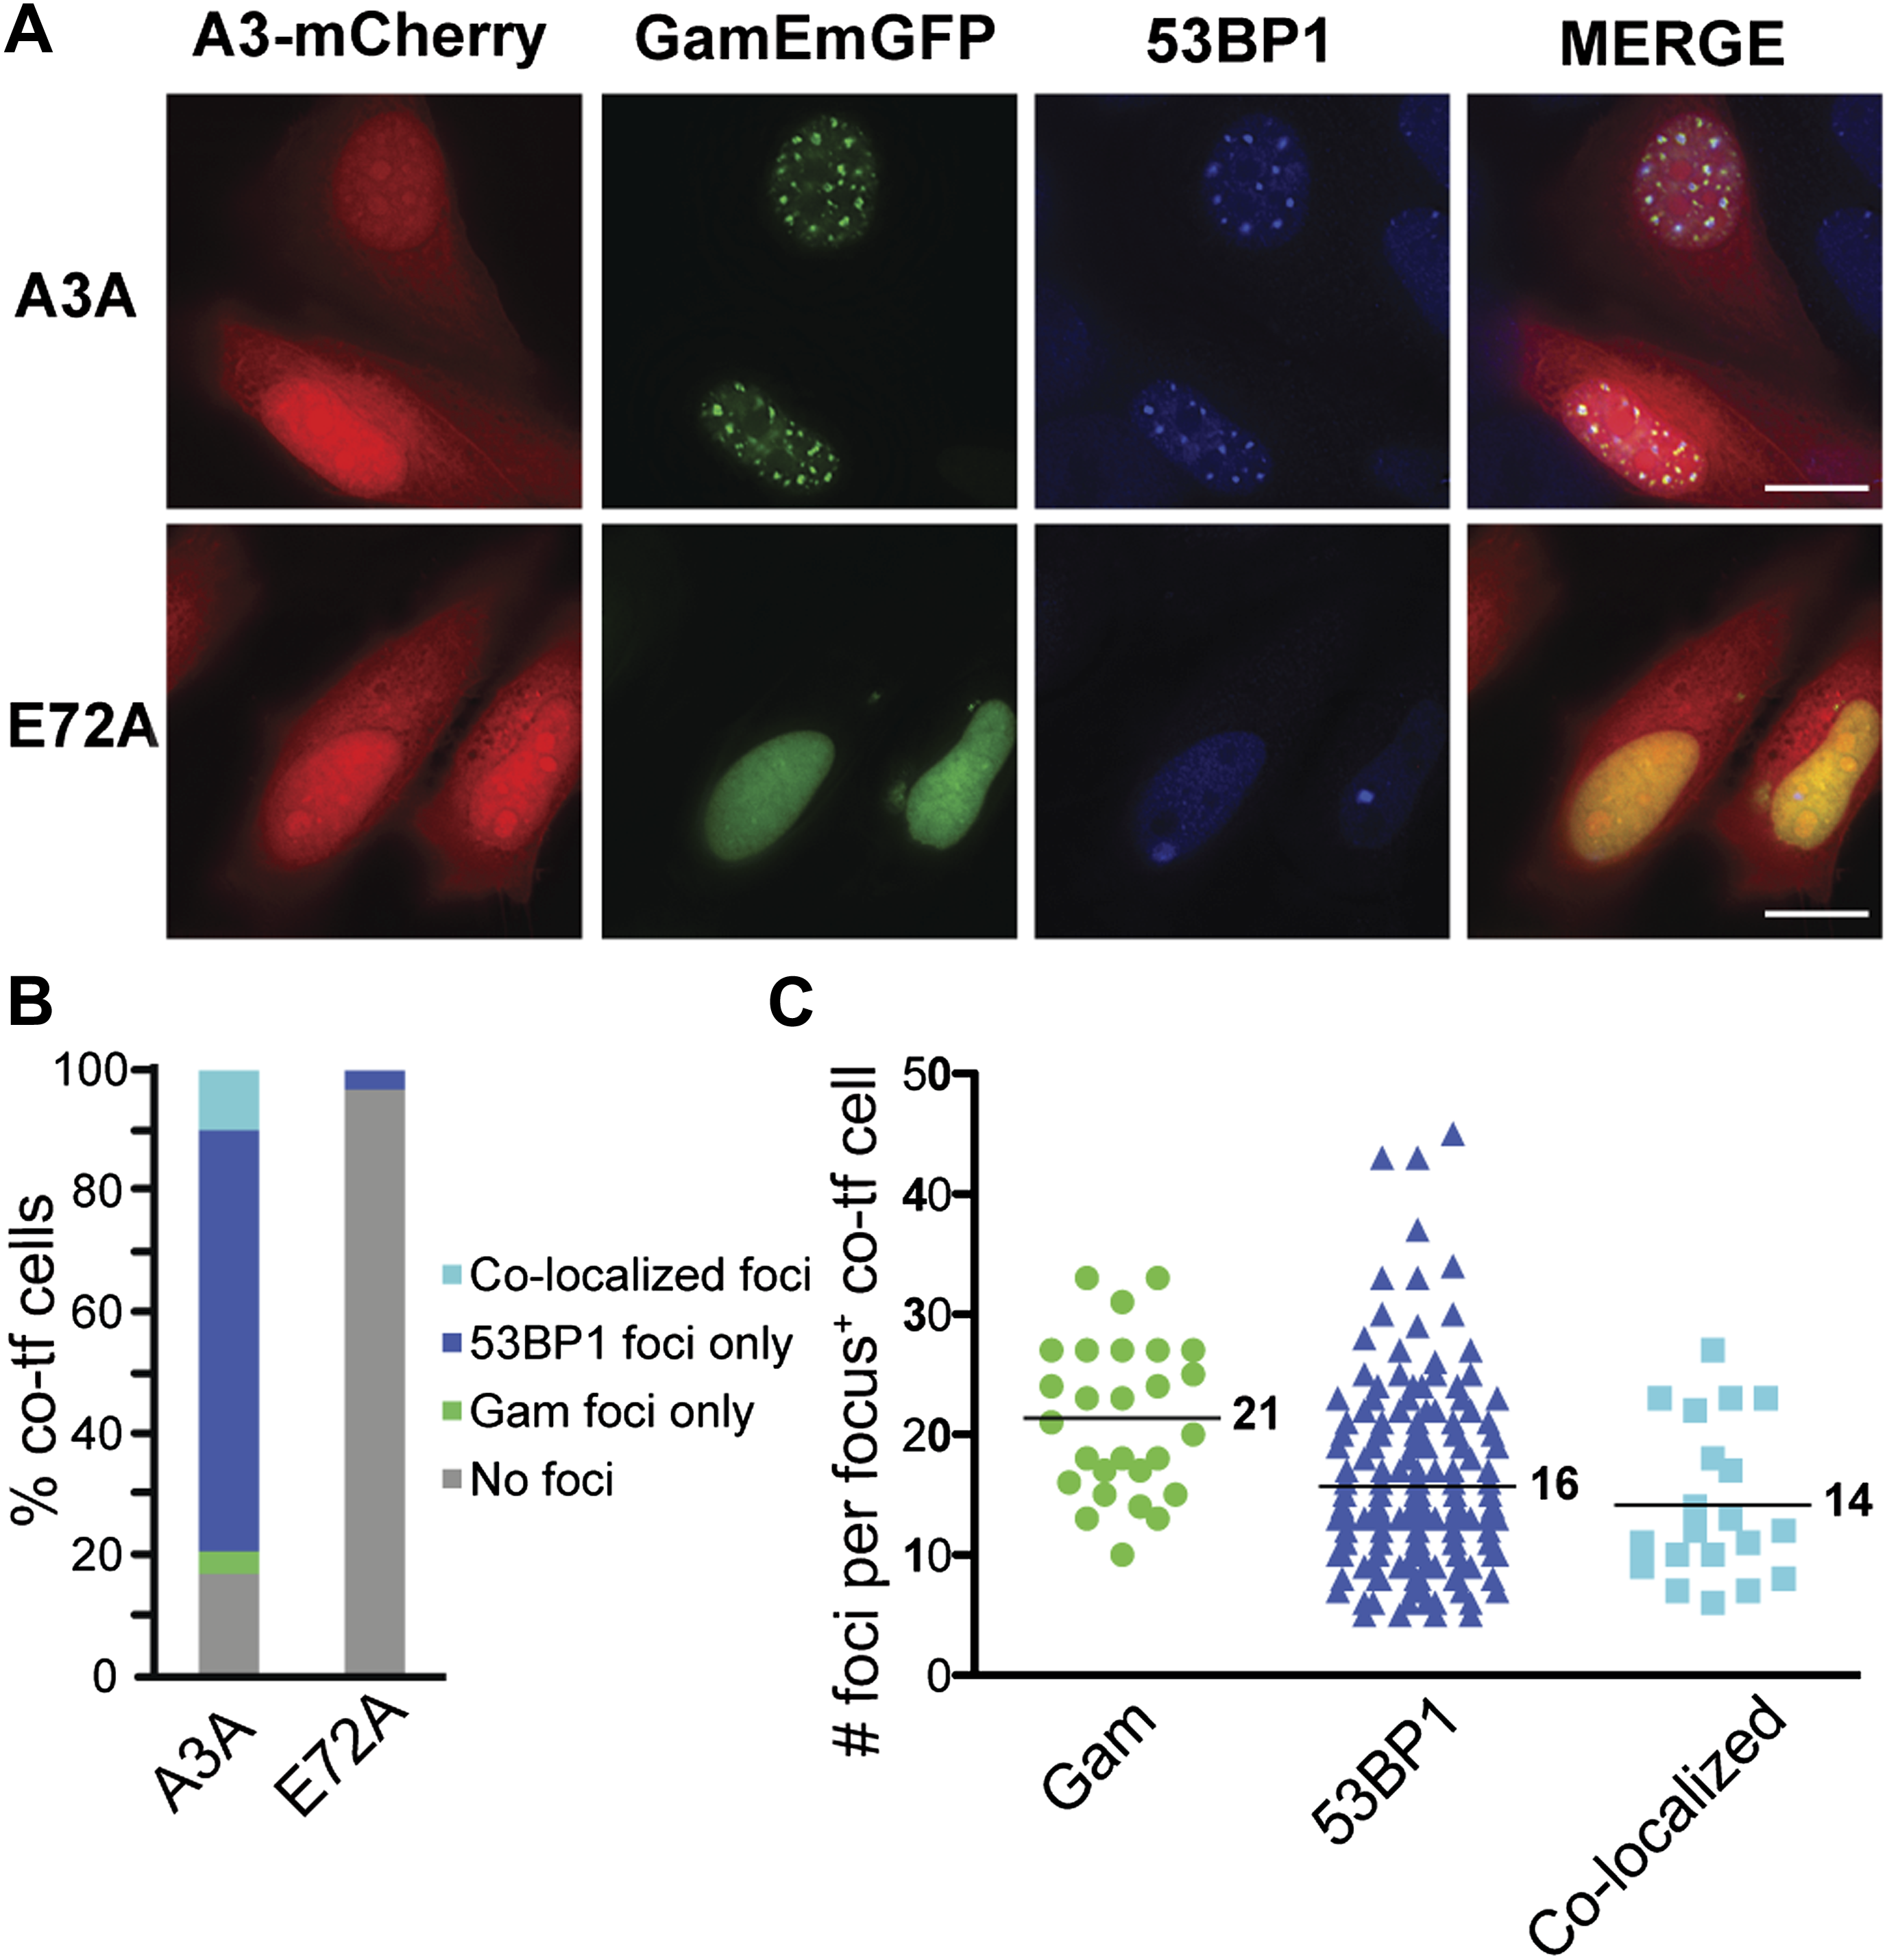 A
A3-mCherry GamEmGFP 53BP1 MERGE
A3A
E72A
B
100
80
60
40
20
0
% co-tf cells
A3A
E72A
Co-localized foci
53BP1 foci only
Gam foci only
No foci
C
50
40
30
20
10
0
# foci per focus+ co-tf cell
21
16
14
Gam
53BP1
Co-localized